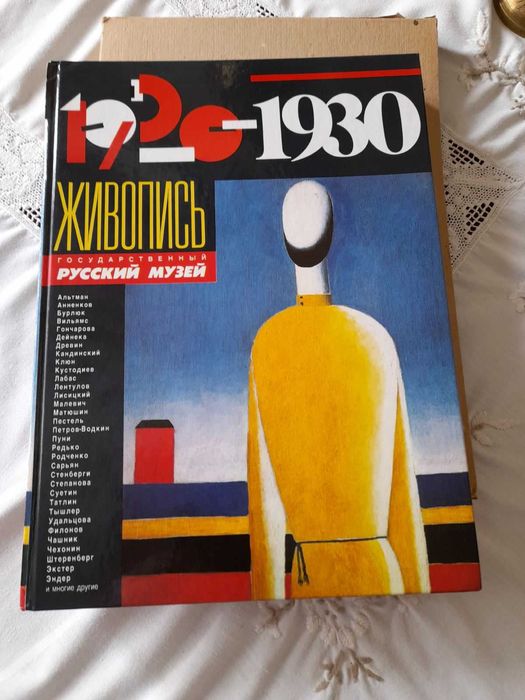 1920-1930
ЖИВОПИСЬ
ГОСУДАРСТВЕННЫЙ
РУССКИЙ МУЗЕЙ
Альтман
Анненков
Бурлюк
Вильямс
Гончарова
Дейнека
Древин
Кандинский
Клюн
Кустодиев
Лабас
Лентулов
Лисицкий
Малевич
Матюшин
Пестель
Петров-Водкин
Пуни
Редько
Родченко
Сарьян
Стенберги
Степанова
Суетин
Татлин
Тышлер
Удальцова
Филонов
Чашник
Чехонин
Штеренберг
Экстер
Эндер
и многие другие